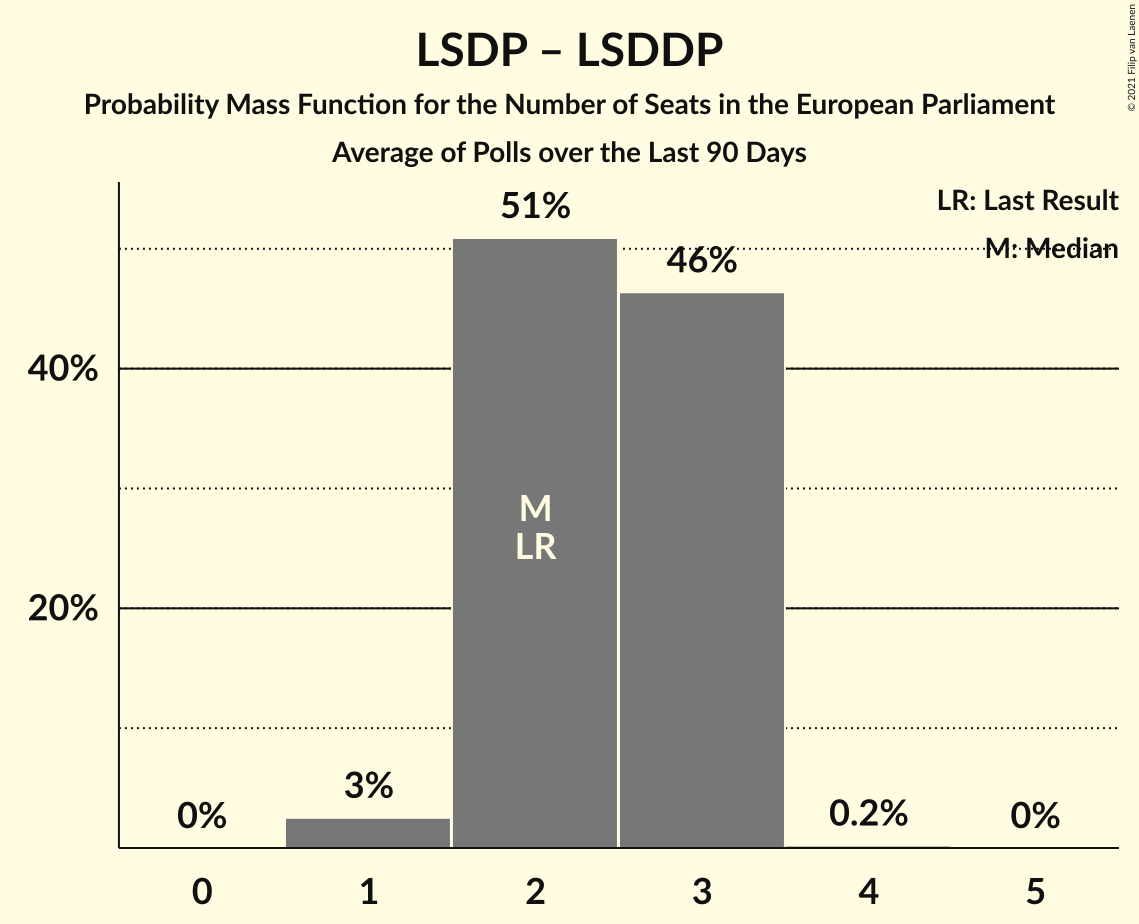 LSDP – LSDDP
Probability Mass Function for the Number of Seats in the European Parliament
Average of Polls over the Last 90 Days
© 2021 Filip van Laenen
LR: Last Result
M: Median
51%
46%
40%
M
LR
20%
3%
0%
0.2%
0%
0 1 2 3 4 5